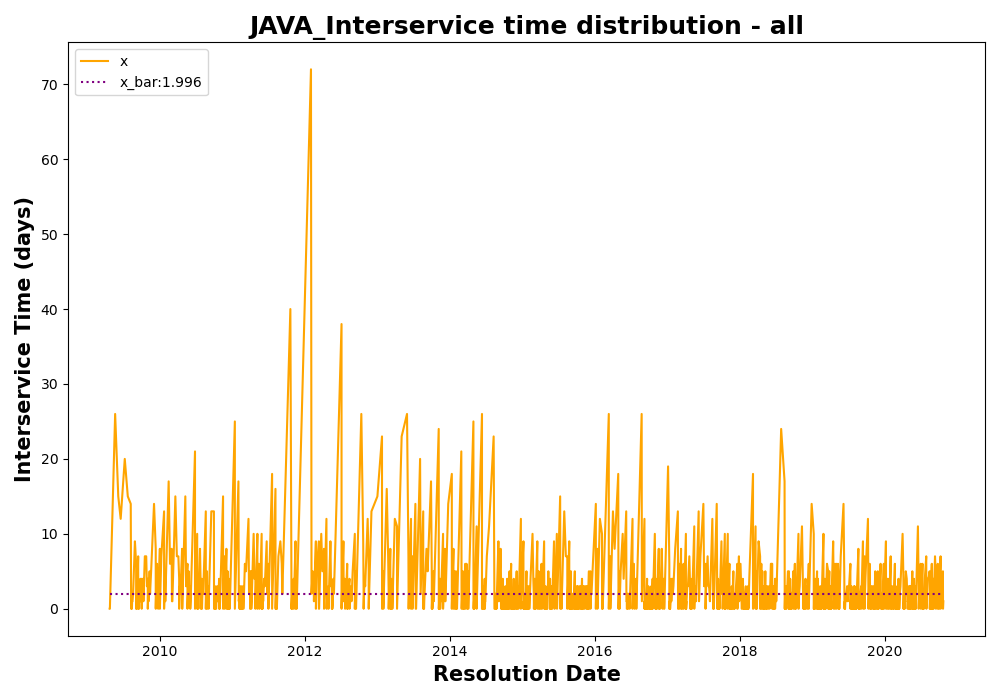 JAVA_Interservice time distribution - all
x
x_bar:1.996
Interservice Time (days)
70
60
50
40
30
20
10
0
2010
2012
2014
2016
2018
2020
Resolution Date